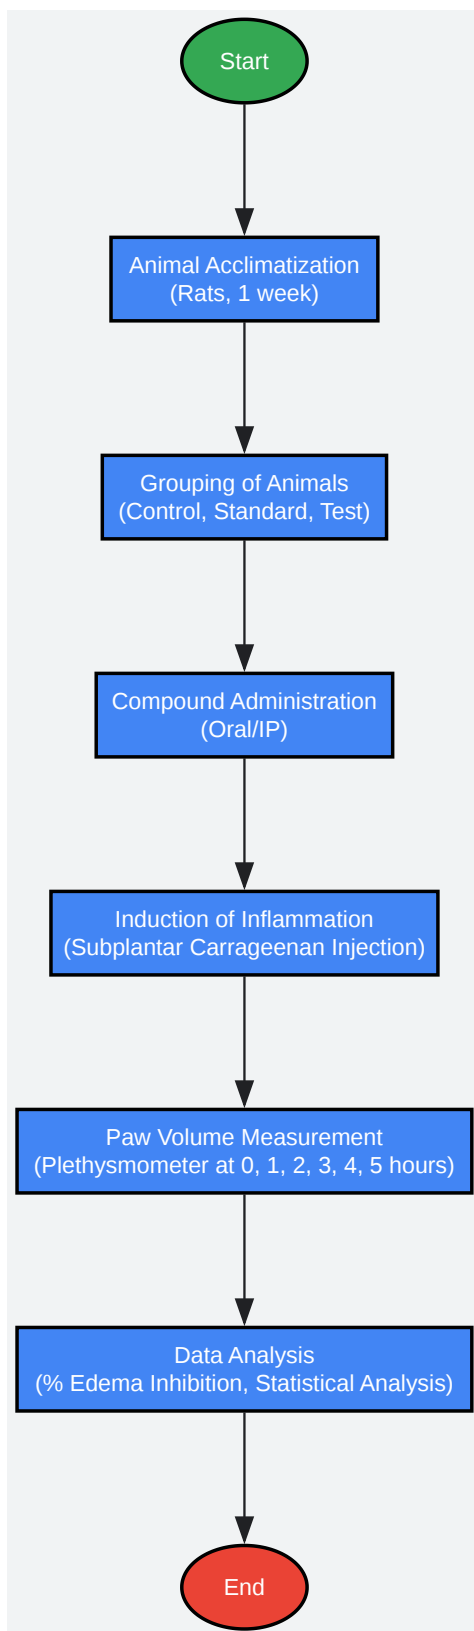 Start
Animal Acclimatization
(Rats, 1 week)
Grouping of Animals
(Control, Standard, Test)
Compound Administration
(Oral/IP)
Induction of Inflammation
(Subplantar Carrageenan Injection)
Paw Volume Measurement
(Plethysmometer at 0, 1, 2, 3, 4, 5 hours)
Data Analysis
(% Edema Inhibition, Statistical Analysis)
End